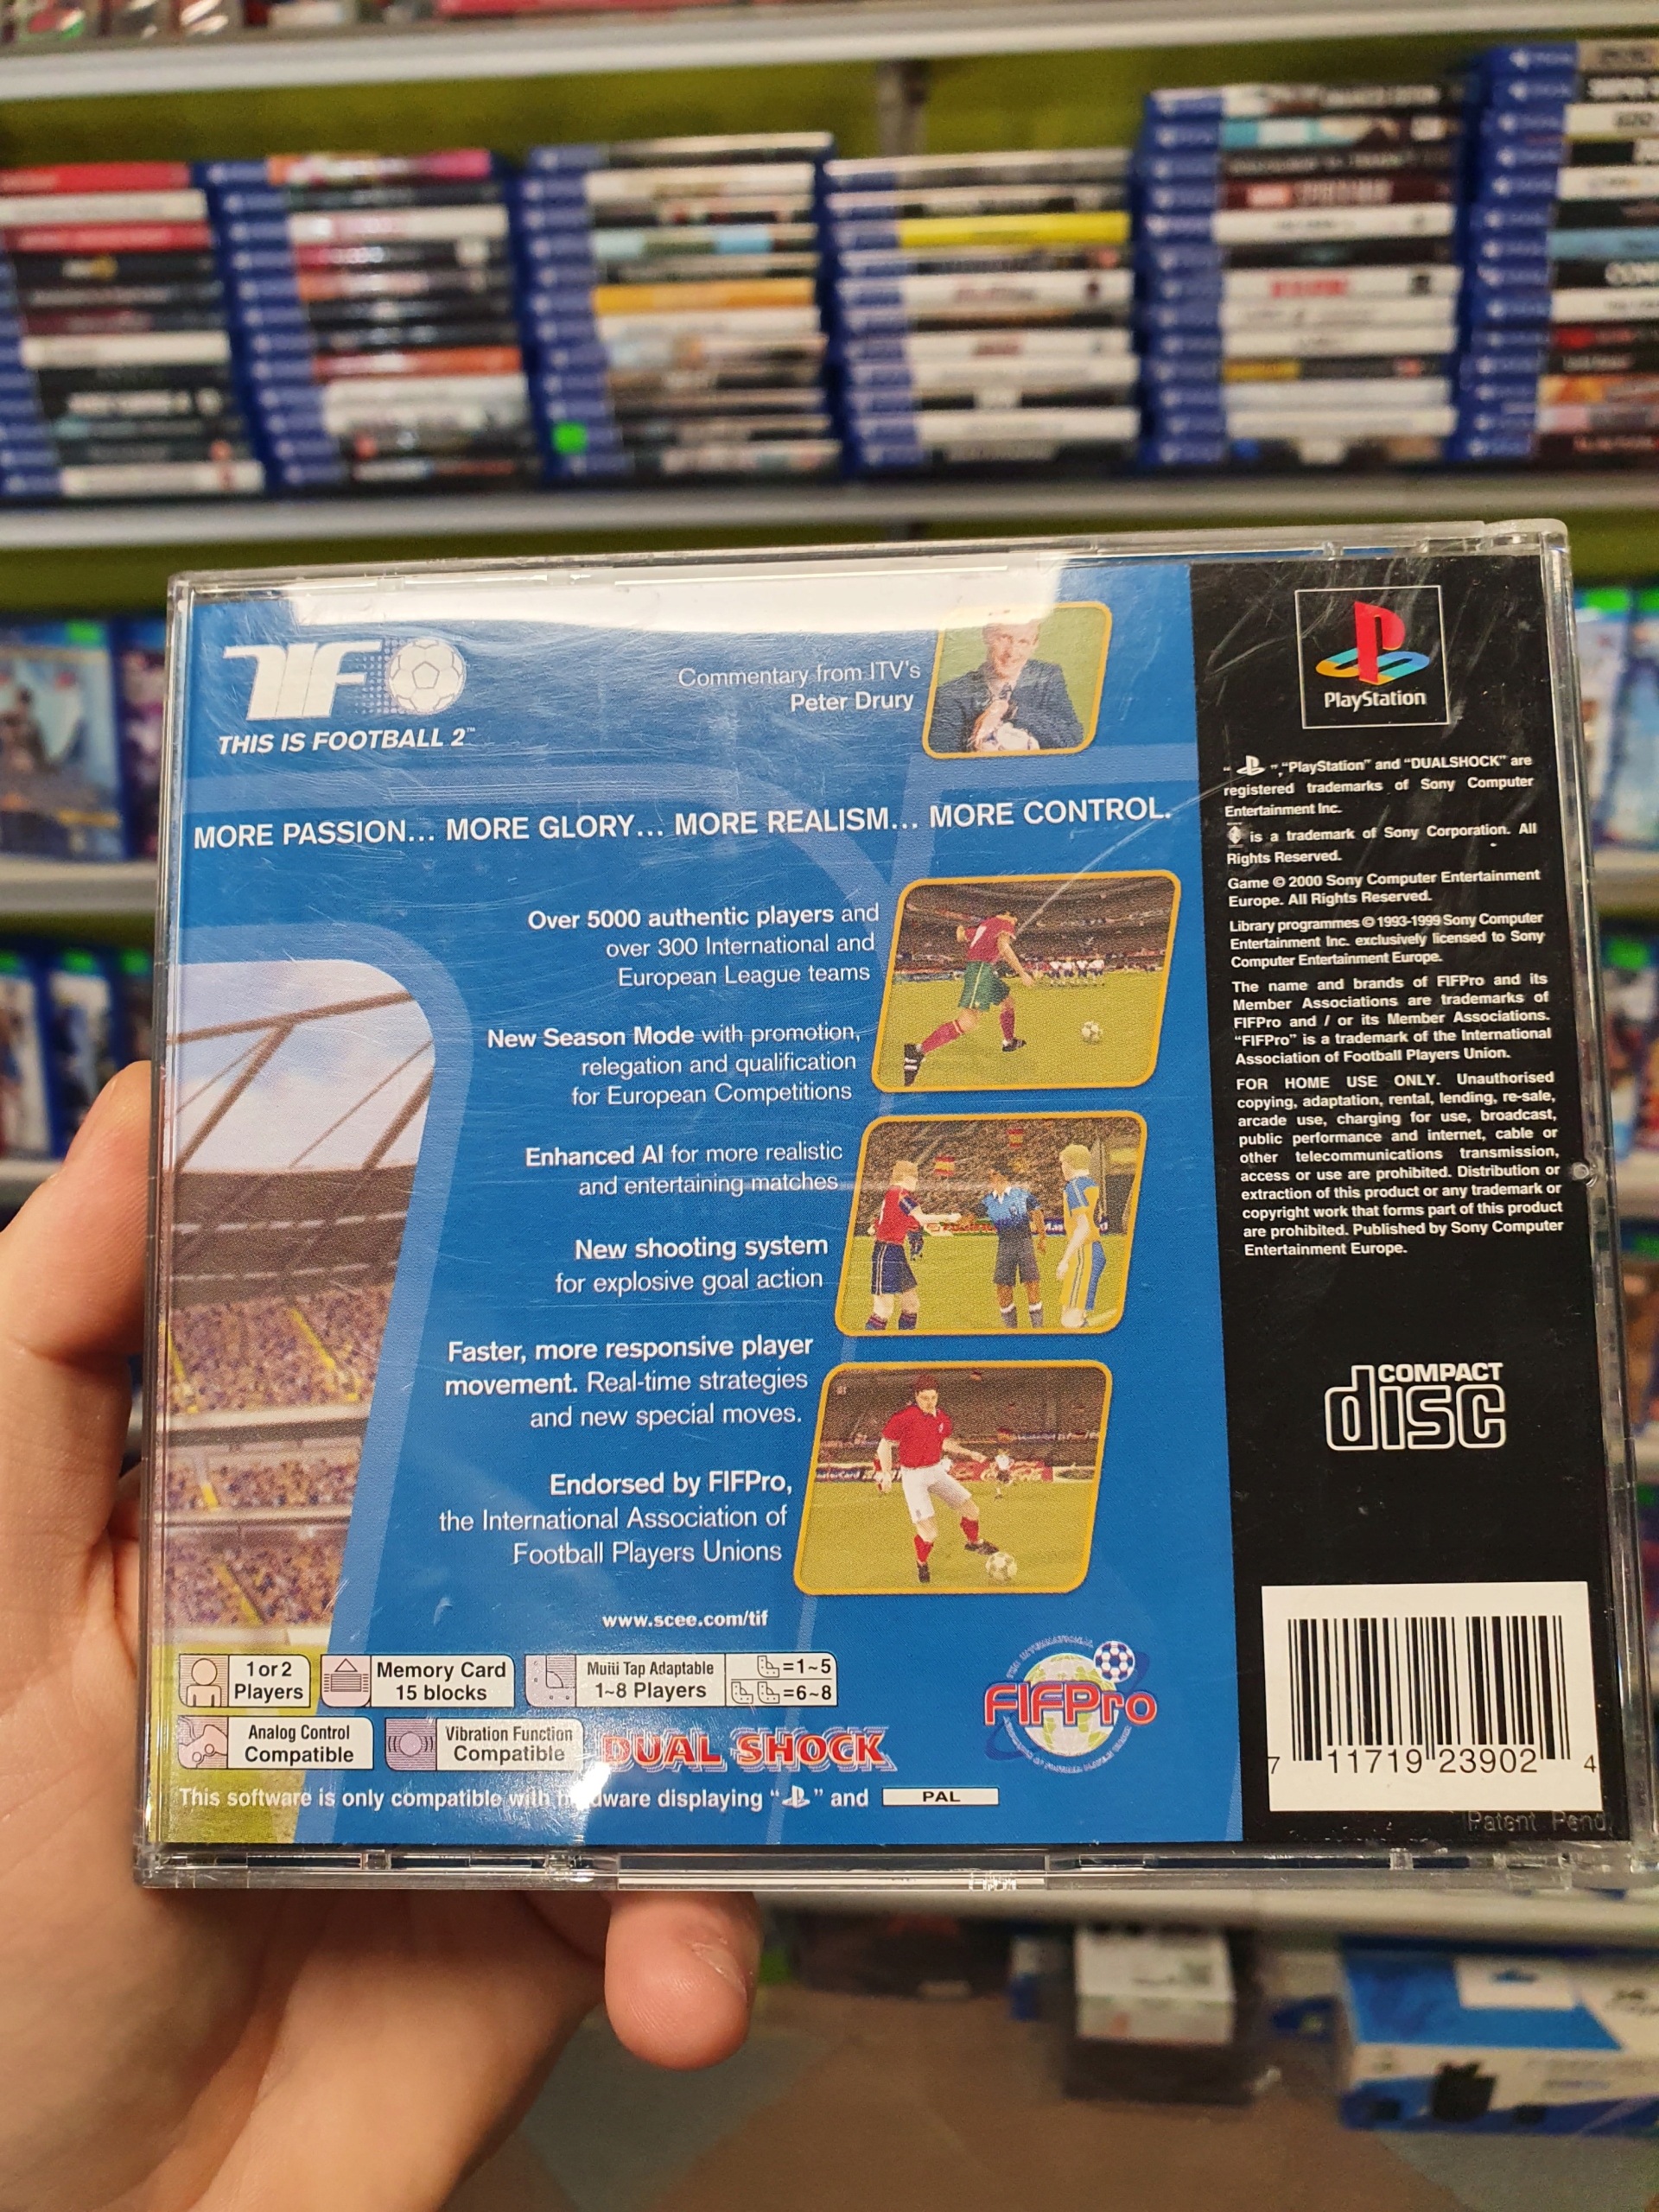 TIF
THIS IS FOOTBALL 2™
Commentary from ITV's
Peter Drury
MORE PASSION... MORE GLORY... MORE REALISM... MORE CONTROL.
Over 5000 authentic players and
over 300 International and
European League teams
New Season Mode with promotion,
relegation and qualification
for European Competitions
Enhanced AI for more realistic
and entertaining matches
New shooting system
for explosive goal action
Faster, more responsive player
movement. Real-time strategies
and new special moves.
Endorsed by FIFPro,
the International Association of
Football Players Unions
www.scee.com/tif
1 or 2
Players
Memory Card
15 blocks
Multi Tap Adaptable
1~8 Players
=1~5
=6~8
Analog Control
Compatible
Vibration Function
Compatible
DUAL SHOCK
FIFPro
This software is only compatible with hardware displaying " " and PAL
PlayStation
" ", "PlayStation" and "DUALSHOCK" are
registered trademarks of Sony Computer
Entertainment Inc.
is a trademark of Sony Corporation. All
Rights Reserved.
Game © 2000 Sony Computer Entertainment
Europe. All Rights Reserved.
Library programmes © 1993-1999 Sony Computer
Entertainment Inc. exclusively licensed to Sony
Computer Entertainment Europe.
The name and brands of FIFPro and its
Member Associations are trademarks of
FIFPro and / or its Member Associations.
"FIFPro" is a trademark of the International
Association of Football Players Union.
FOR HOME USE ONLY. Unauthorised
copying, adaptation, rental, lending, re-sale,
arcade use, charging for use, broadcast,
public performance and internet, cable or
other telecommunications transmission,
access or use are prohibited. Distribution or
extraction of this product or any trademark or
copyright work that forms part of this product
are prohibited. Published by Sony Computer
Entertainment Europe.
COMPACT
disc
7 11719 23902 4
Patent Pend